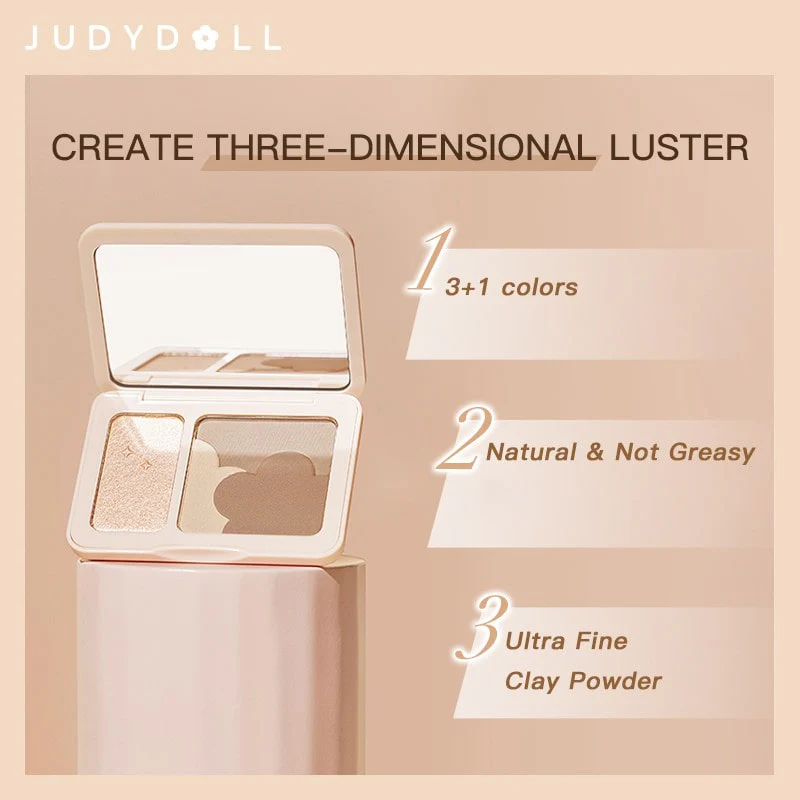 JUDYDOLL
CREATE THREE-DIMENSIONAL LUSTER
1
3+1 colors
2
Natural & Not Greasy
3
Ultra Fine
Clay Powder